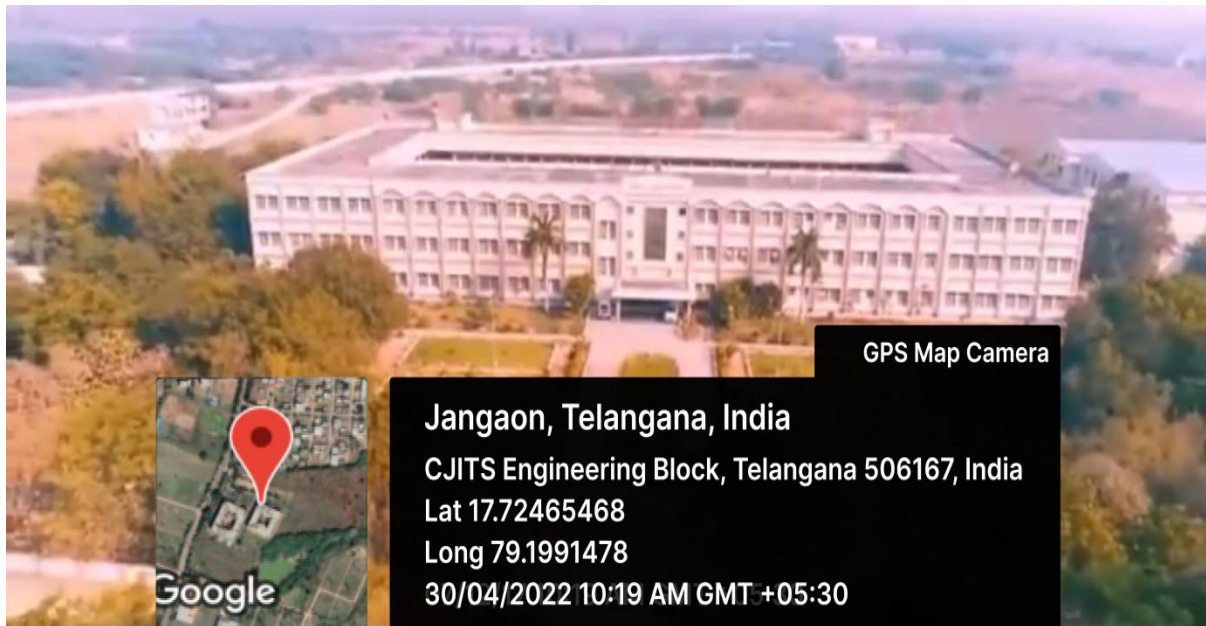 GPS Map Camera
Jangaon, Telangana, India
CJITS Engineering Block, Telangana 506167, India
Lat 17.72465468
Long 79.1991478
30/04/2022 10:19 AM GMT +05:30
Google